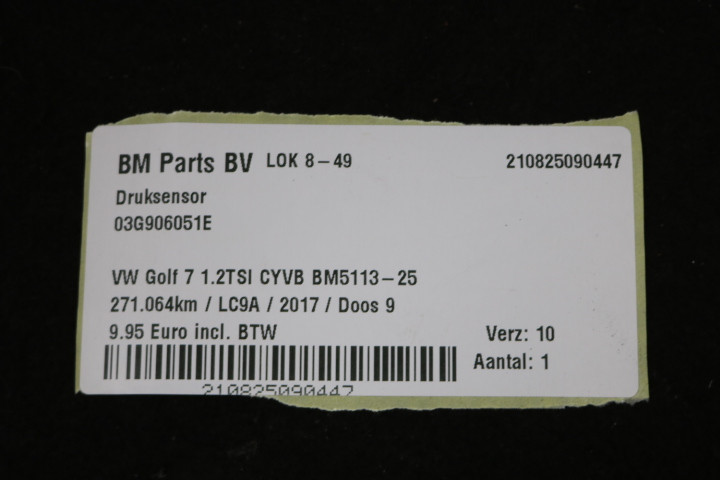 BM Parts BV LOK 8-49 210825090447
Druksensor
03G906051E
VW Golf 7 1.2TSI CYVB BM5113-25
271.064km / LC9A / 2017 / Doos 9
9.95 Euro incl. BTW Verz: 10
Aantal: 1
210825090447